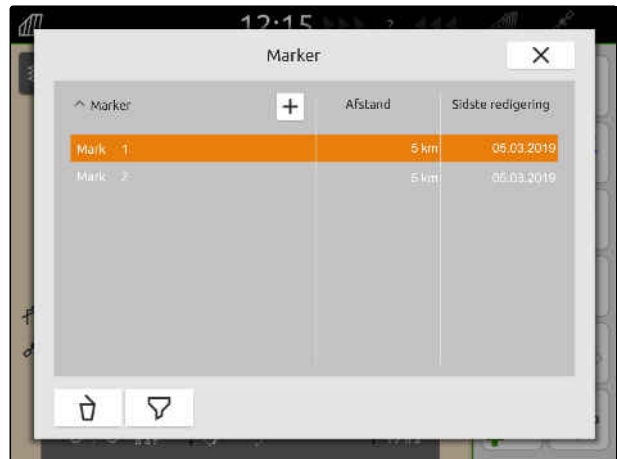 12:15
Marker
Marker
Afstand
Sidste redigering
Mark 1 5 km 05.03.2019
Mark 2 5 km 05.03.2019